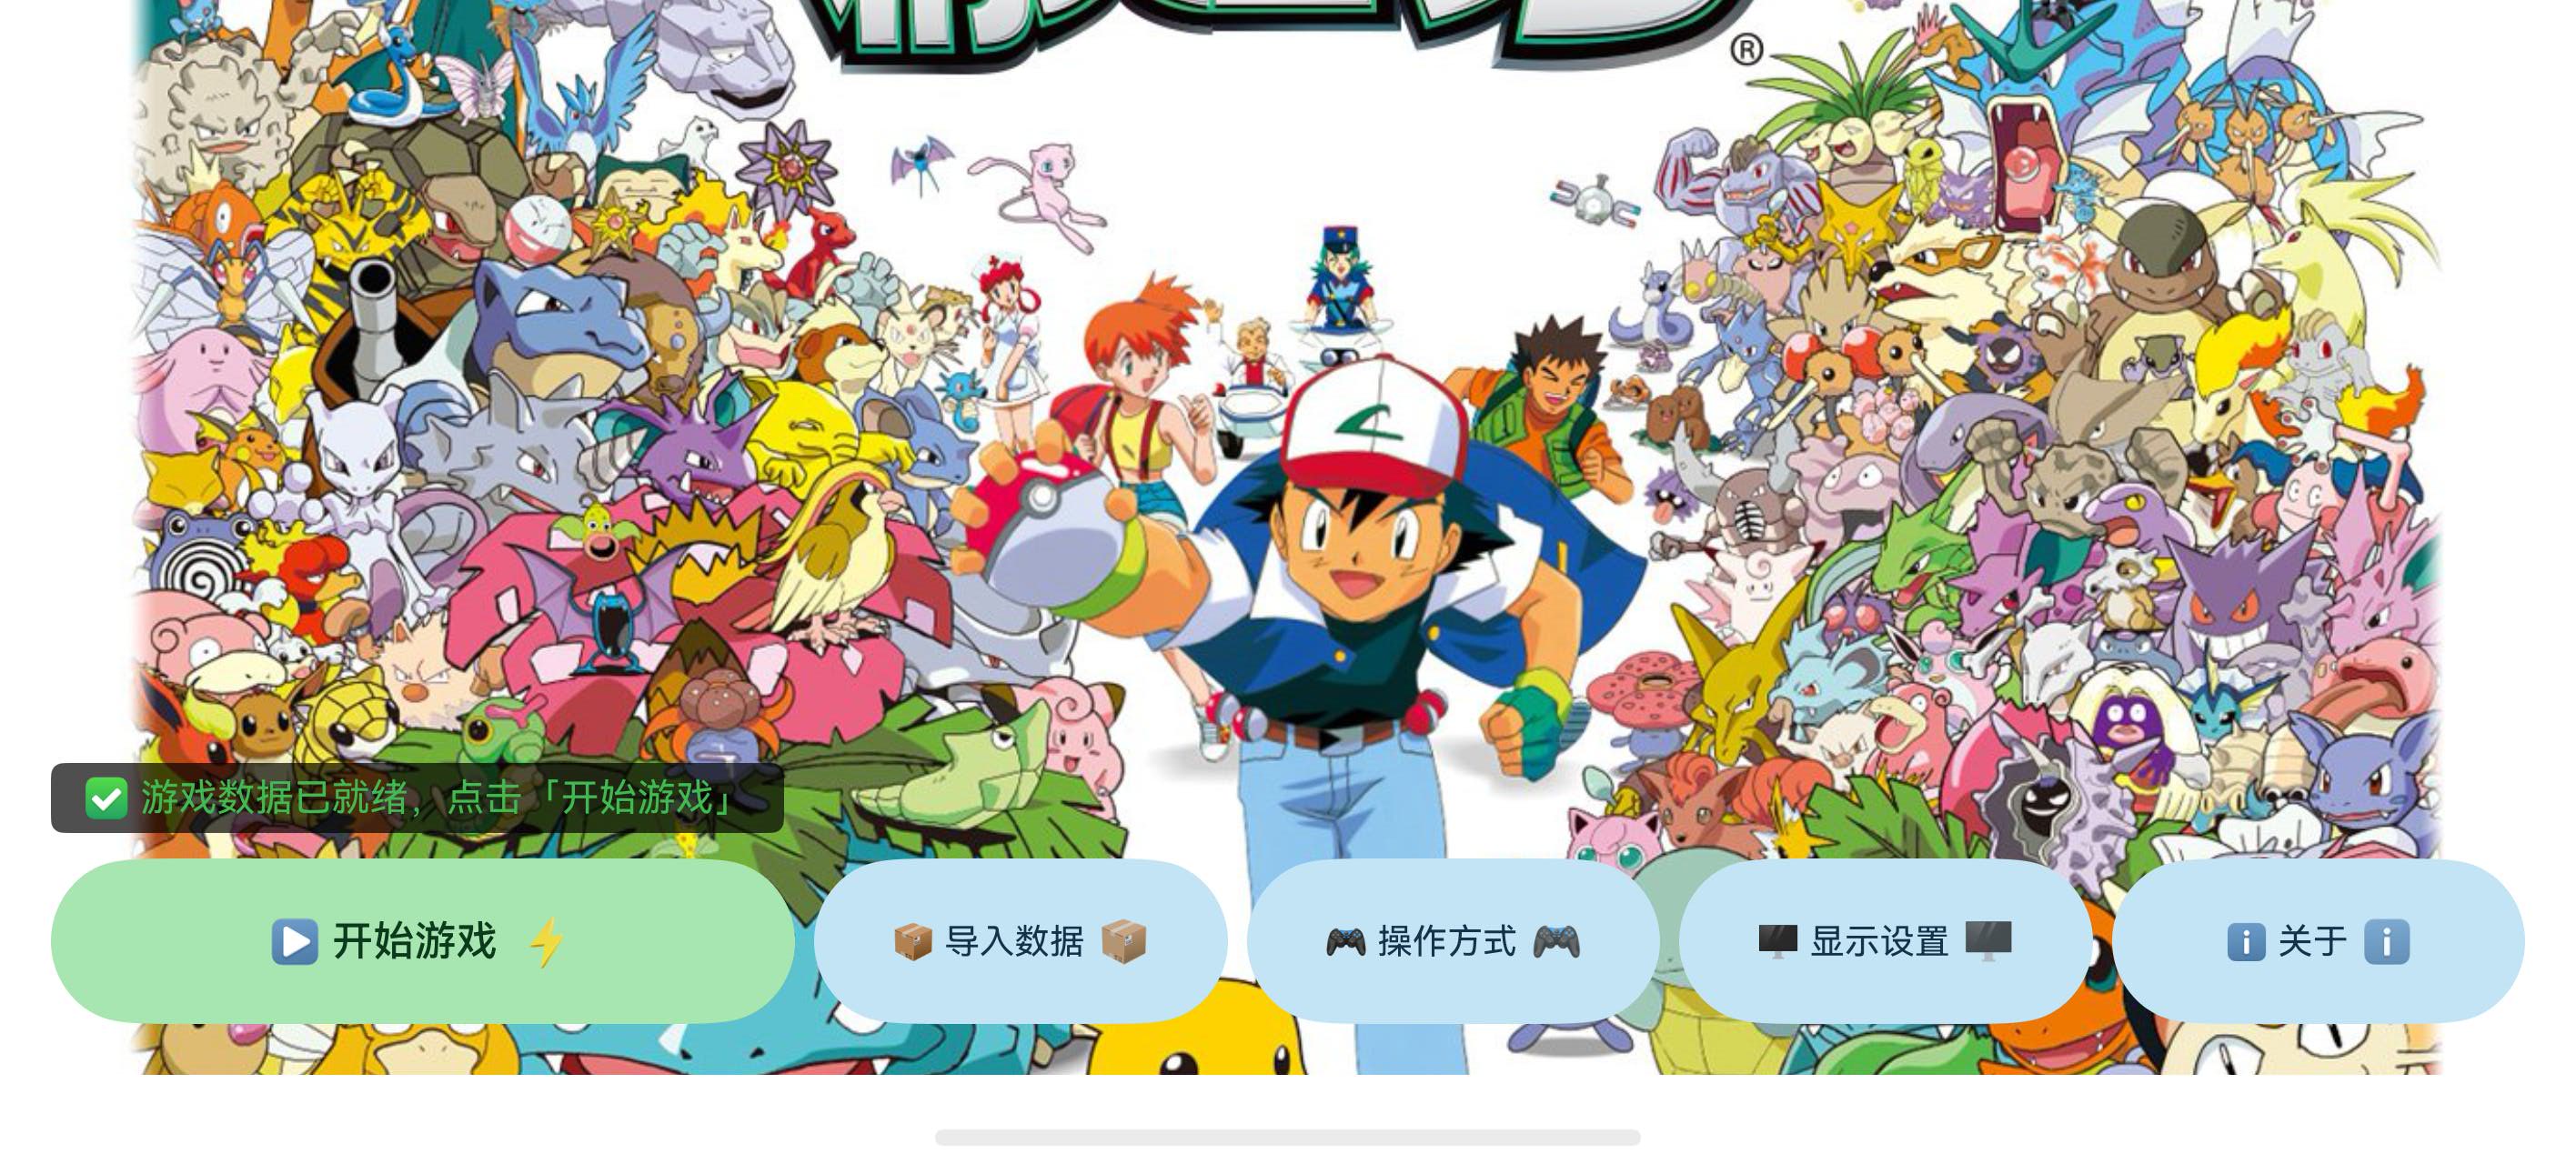 ®
✅ 游戏数据已就绪，点击「开始游戏」
▶️ 开始游戏 ⚡
📦 导入数据 📦
🎮 操作方式 🎮
🖥️ 显示设置 🖥️
ℹ️ 关于 ℹ️